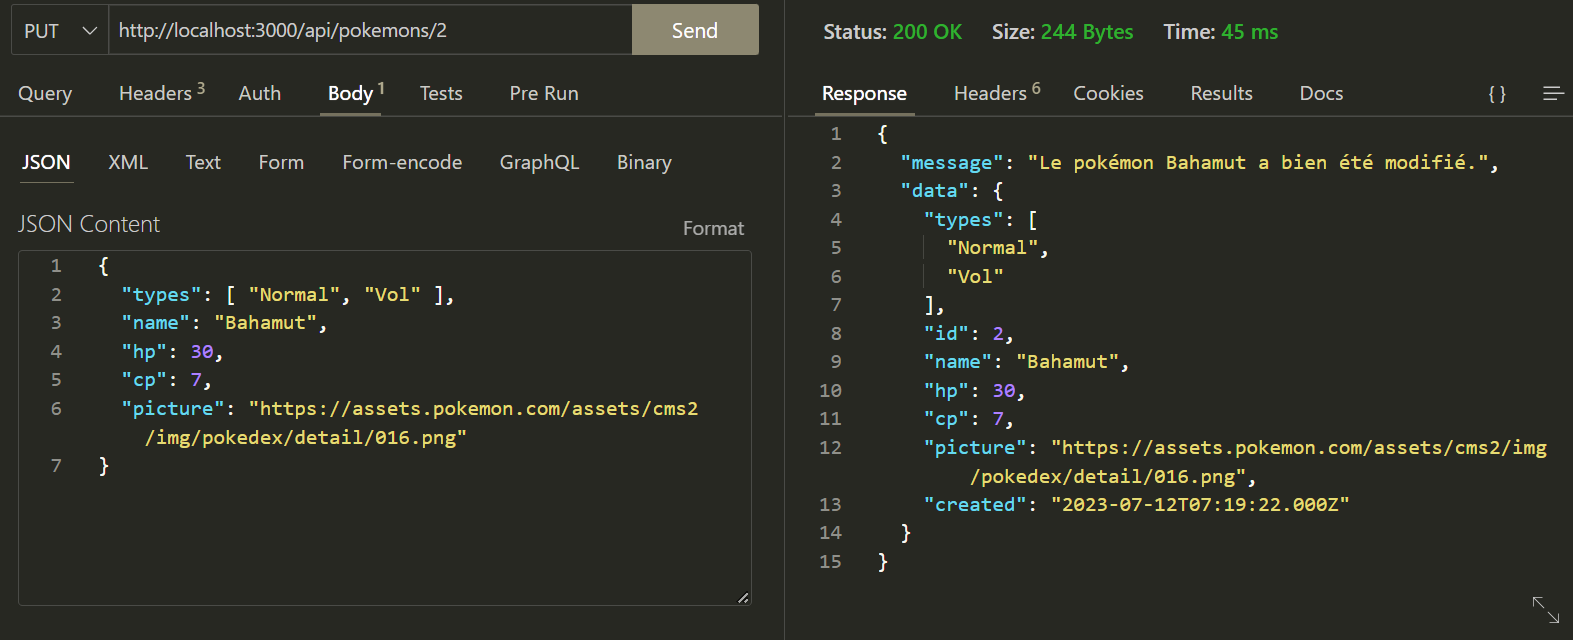 PUT http://localhost:3000/api/pokemons/2 Send
Query Headers 3 Auth Body 1 Tests Pre Run
JSON XML Text Form Form-encode GraphQL Binary
JSON Content Format
1 {
2 "types": [ "Normal", "Vol" ],
3 "name": "Bahamut",
4 "hp": 30,
5 "cp": 7,
6 "picture": "https://assets.pokemon.com/assets/cms2
/img/pokedex/detail/016.png"
7 }
Status: 200 OK Size: 244 Bytes Time: 45 ms
Response Headers 6 Cookies Results Docs {}
1 {
2 "message": "Le pokémon Bahamut a bien été modifié.",
3 "data": {
4 "types": [
5 "Normal",
6 "Vol"
7 ],
8 "id": 2,
9 "name": "Bahamut",
10 "hp": 30,
11 "cp": 7,
12 "picture": "https://assets.pokemon.com/assets/cms2/img
/pokedex/detail/016.png",
13 "created": "2023-07-12T07:19:22.000Z"
14 }
15 }